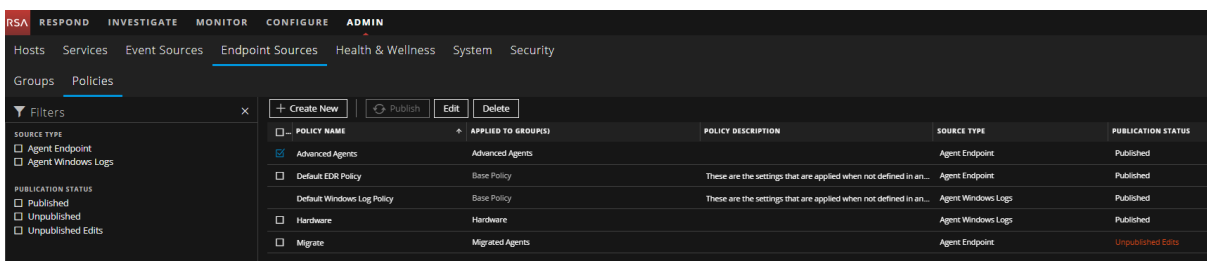 RSA RESPOND INVESTIGATE MONITOR CONFIGURE ADMIN
Hosts Services Event Sources Endpoint Sources Health & Wellness System Security
Groups Policies
Filters ×
SOURCE TYPE
Agent Endpoint
Agent Windows Logs
PUBLICATION STATUS
Published
Unpublished
Unpublished Edits
+ Create New Publish Edit Delete
... POLICY NAME ↑ APPLIED TO GROUP(S) POLICY DESCRIPTION SOURCE TYPE PUBLICATION STATUS
Advanced Agents Advanced Agents Agent Endpoint Published
Default EDR Policy Base Policy These are the settings that are applied when not defined in an... Agent Endpoint Published
Default Windows Log Policy Base Policy These are the settings that are applied when not defined in an... Agent Windows Logs Published
Hardware Hardware Agent Windows Logs Published
Migrate Migrated Agents Agent Endpoint Unpublished Edits